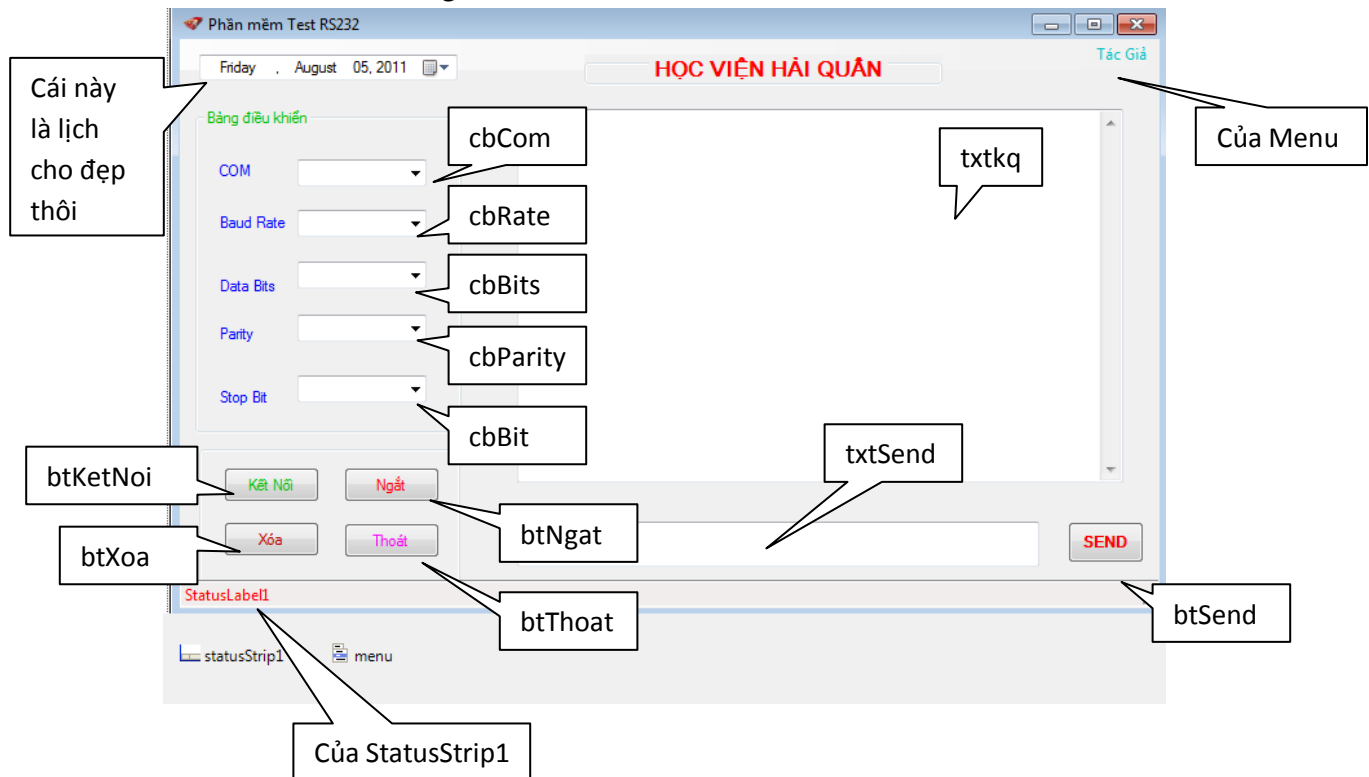 Phần mềm Test RS232
Friday , August 05, 2011
HỌC VIỆN HẢI QUÂN
Tác Giả
Cái này
là lịch
cho đẹp
thôi
Của Menu
Bảng điều khiển
COM
cbCom
txtkq
Baud Rate
cbRate
Data Bits
cbBits
Parity
cbParity
Stop Bit
cbBit
txtSend
btKetNoi
Kết Nối
Ngắt
btNgat
btXoa
Xóa
Thoát
SEND
StatusLabel1
btThoat
btSend
statusStrip1
menu
Của StatusStrip1